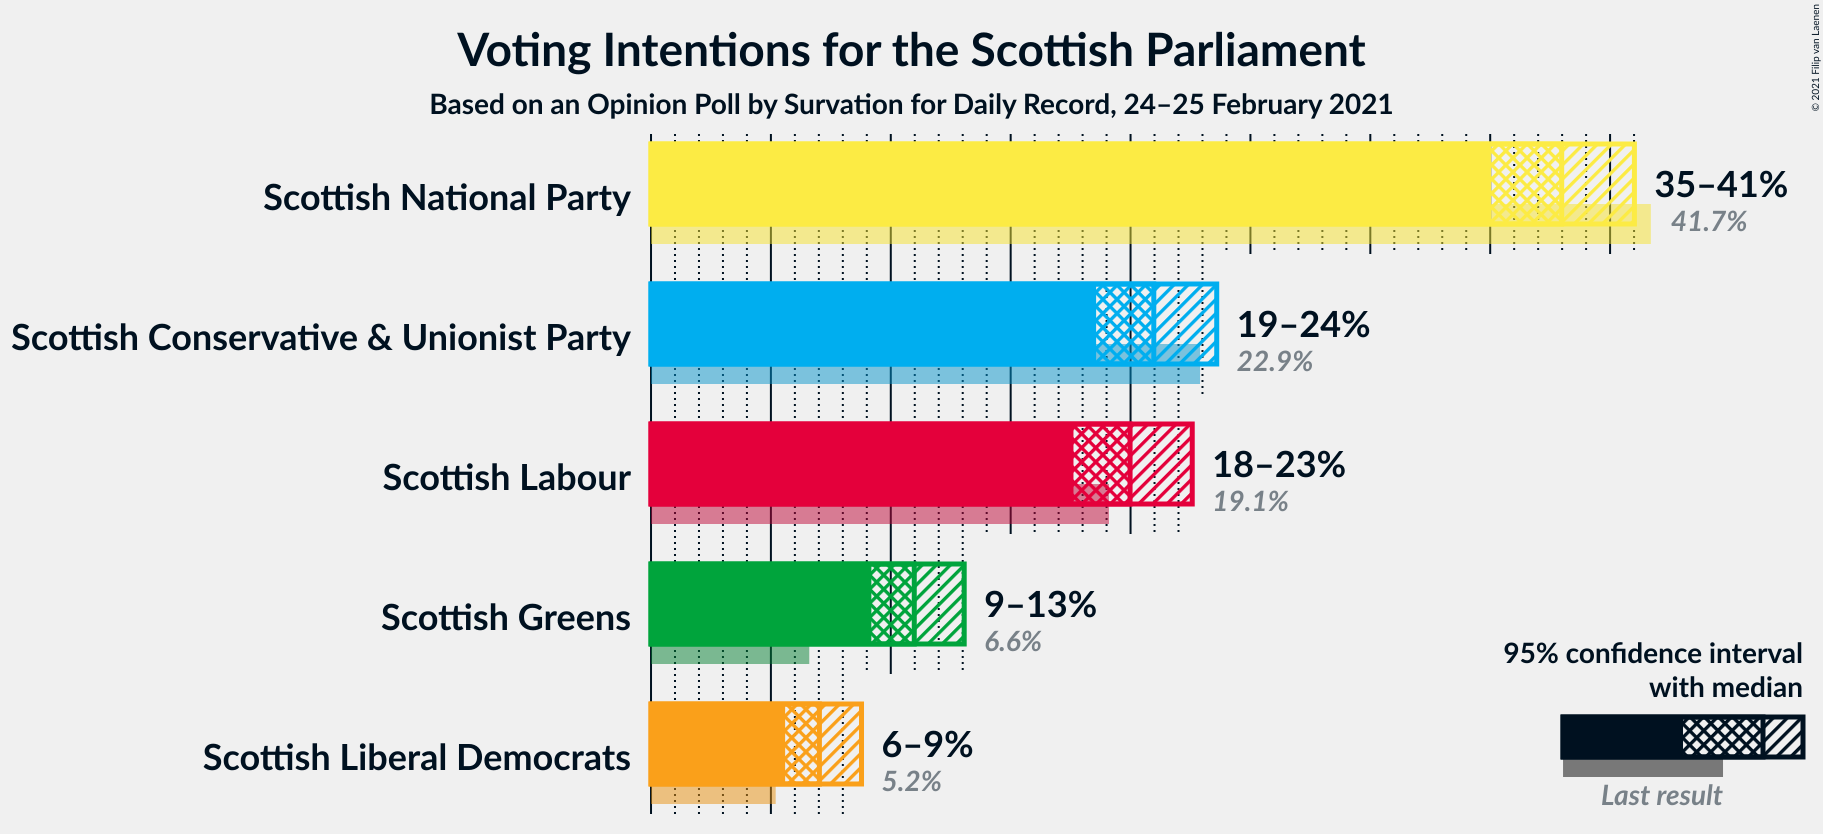 Voting Intentions for the Scottish Parliament
Based on an Opinion Poll by Survation for Daily Record, 24–25 February 2021
© 2021 Filip van Laenen
Scottish National Party
35–41%
41.7%
Scottish Conservative & Unionist Party
19–24%
22.9%
Scottish Labour
18–23%
19.1%
Scottish Greens
9–13%
6.6%
Scottish Liberal Democrats
6–9%
5.2%
95% confidence interval
with median
Last result